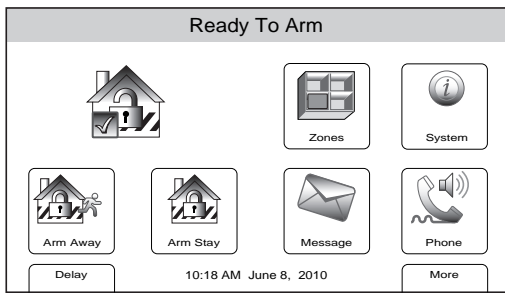 Ready To Arm
Zones
System
Arm Away
Arm Stay
Message
Phone
Delay
10:18 AM June 8, 2010
More